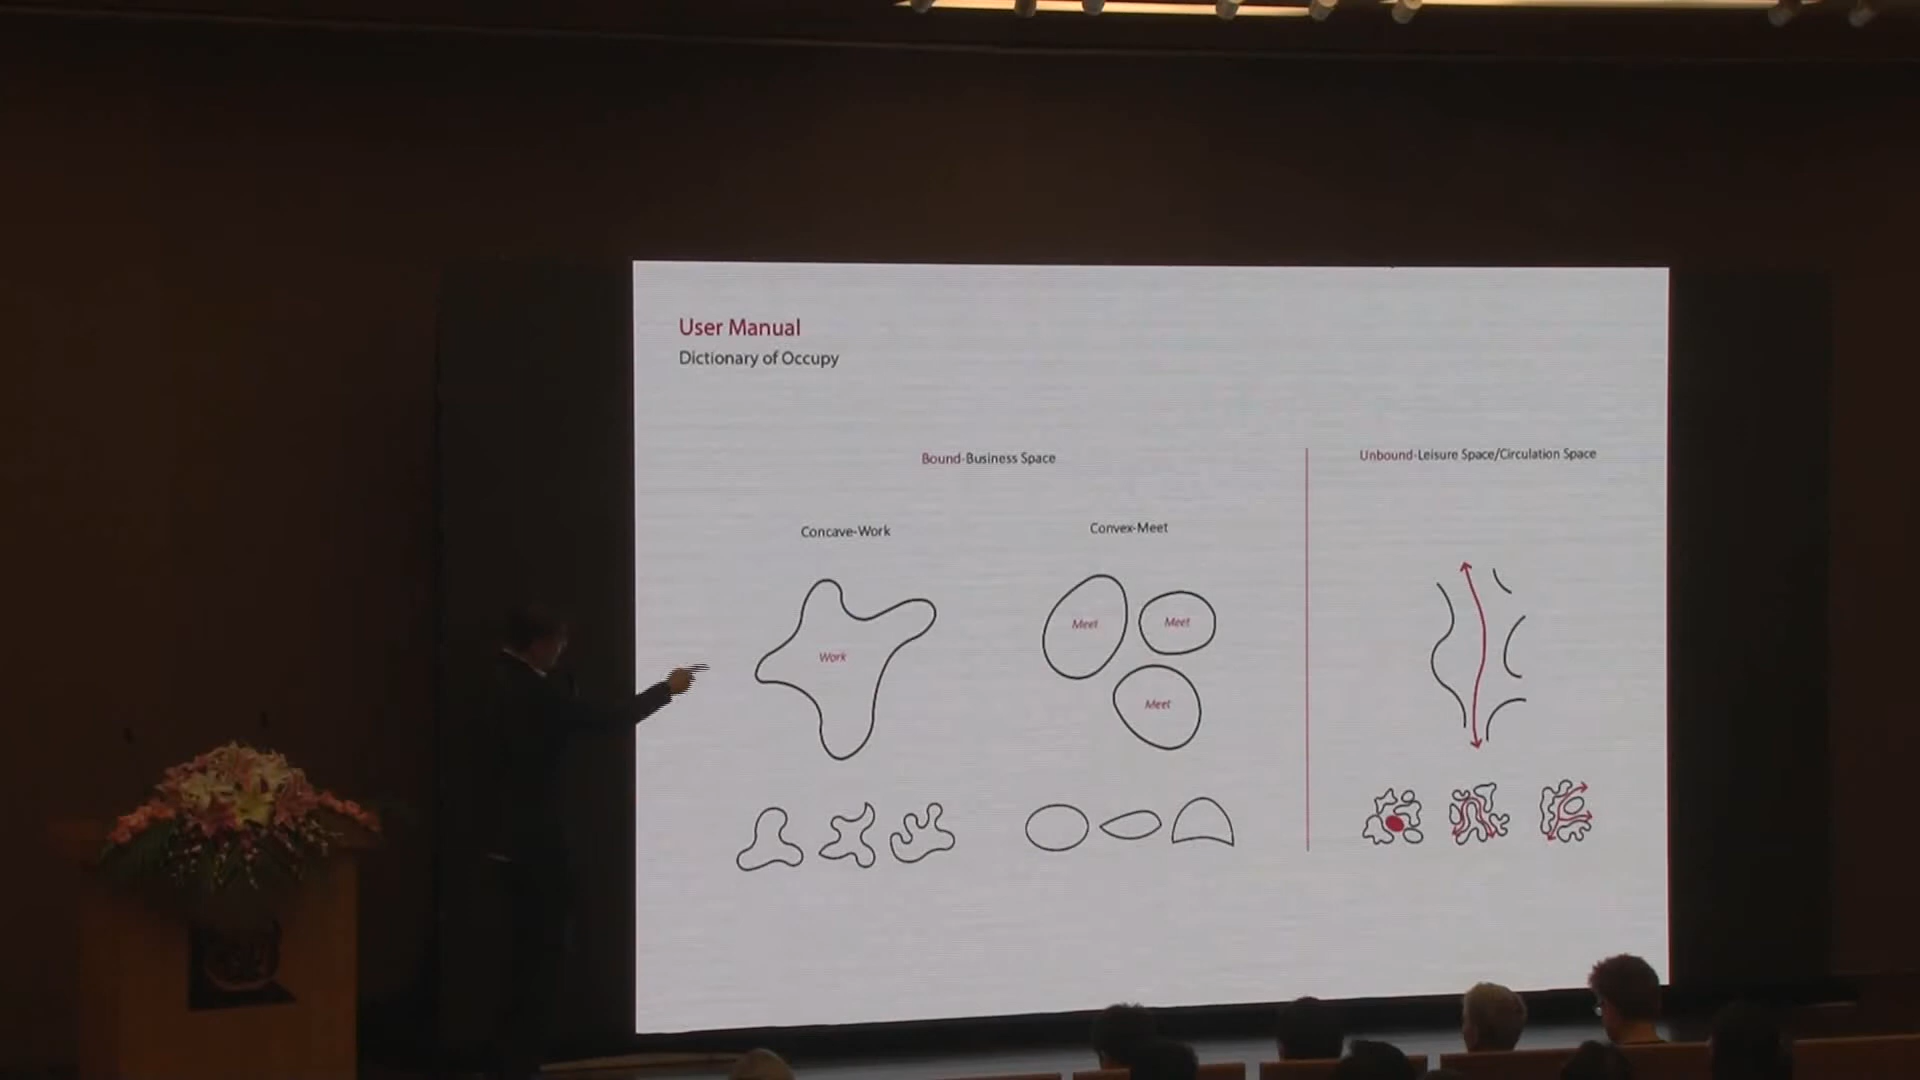 User Manual
Dictionary of Occupy
Bound-Business Space
Unbound-Leisure Space/Circulation Space
Concave-Work
Convex-Meet
Work
Meet
Meet
Meet